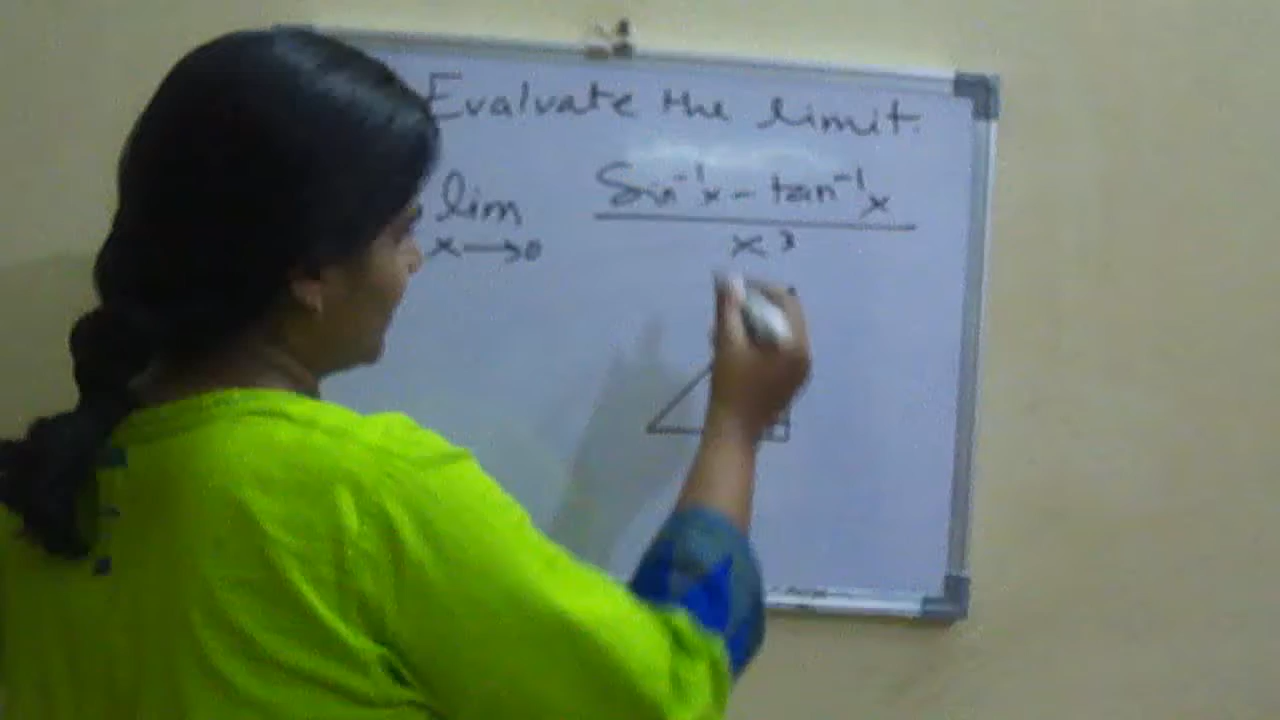 Evaluate the limit.
lim Sin⁻¹x - tan⁻¹x
x→0 x³